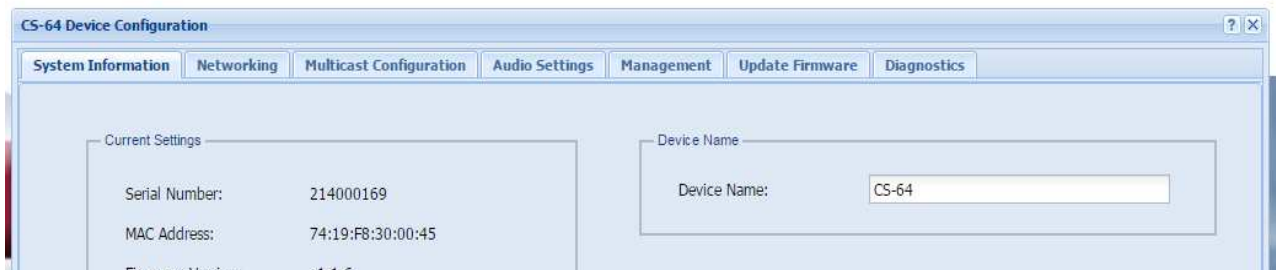 CS-64 Device Configuration
? X
System Information Networking Multicast Configuration Audio Settings Management Update Firmware Diagnostics
Current Settings
Serial Number: 214000169
MAC Address: 74:19:F8:30:00:45
Device Name
Device Name: CS-64